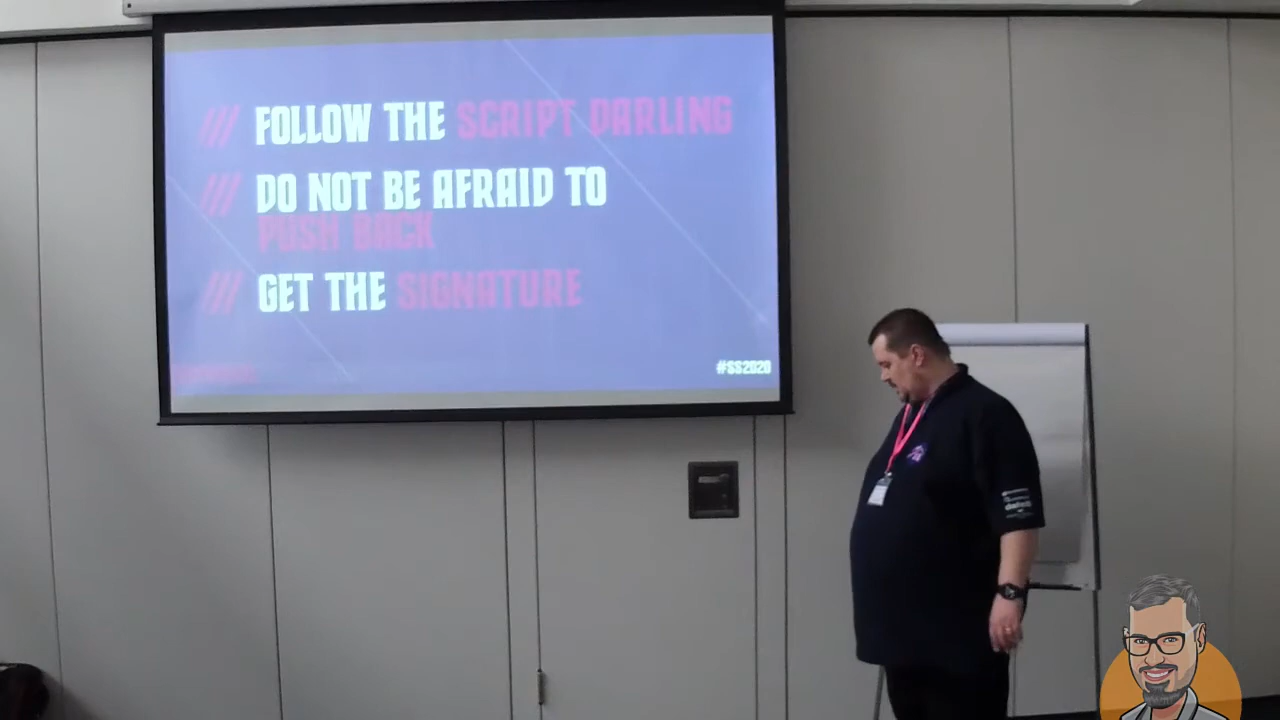 /// FOLLOW THE SCRIPT DARLING
/// DO NOT BE AFRAID TO
PUSH BACK
/// GET THE SIGNATURE
#SS2020